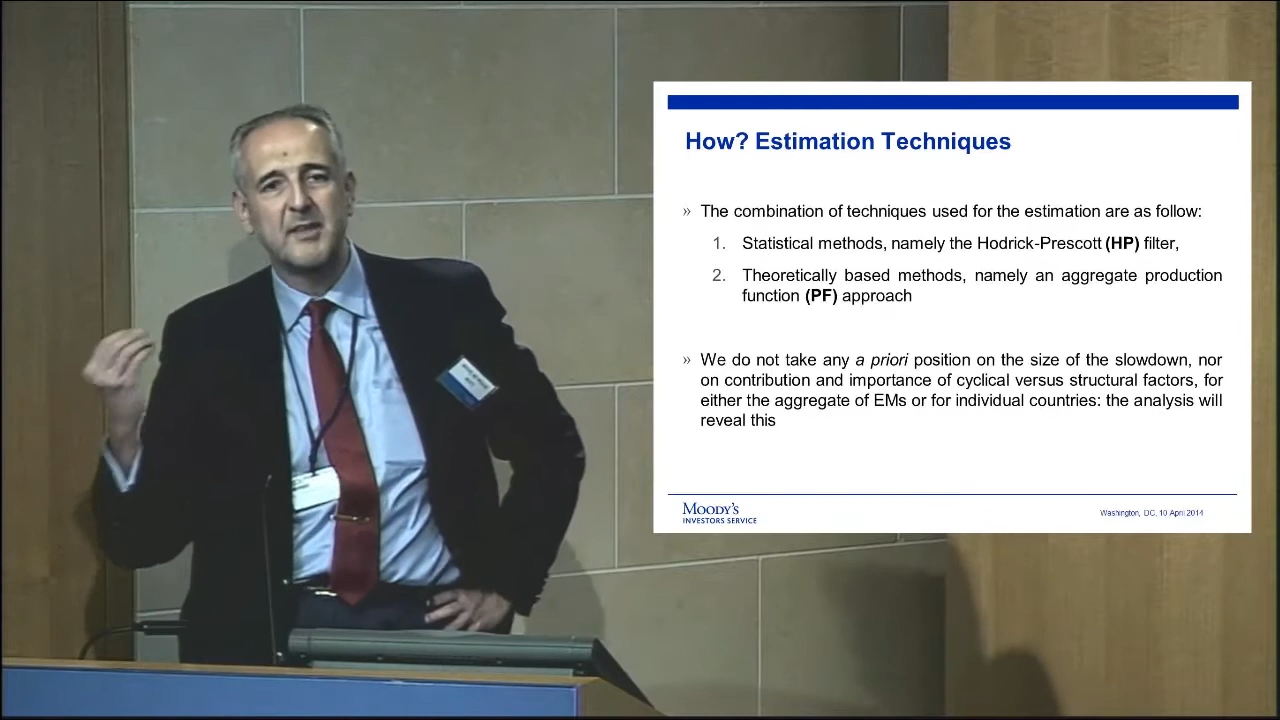 How? Estimation Techniques
» The combination of techniques used for the estimation are as follow:
1. Statistical methods, namely the Hodrick-Prescott (HP) filter,
2. Theoretically based methods, namely an aggregate production
function (PF) approach
» We do not take any a priori position on the size of the slowdown, nor
on contribution and importance of cyclical versus structural factors, for
either the aggregate of EMs or for individual countries: the analysis will
reveal this
MOODY'S
INVESTORS SERVICE
Washington, DC, 10 April 2014